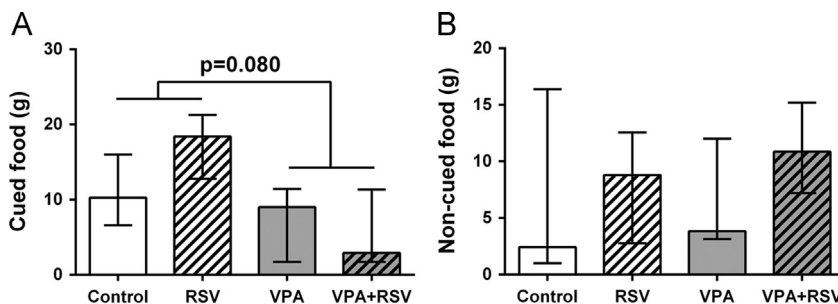 A
Cued food (g)
30
20
10
0
p=0.080
Control RSV VPA VPA+RSV
B
Non-cued food (g)
20
15
10
5
0
Control RSV VPA VPA+RSV